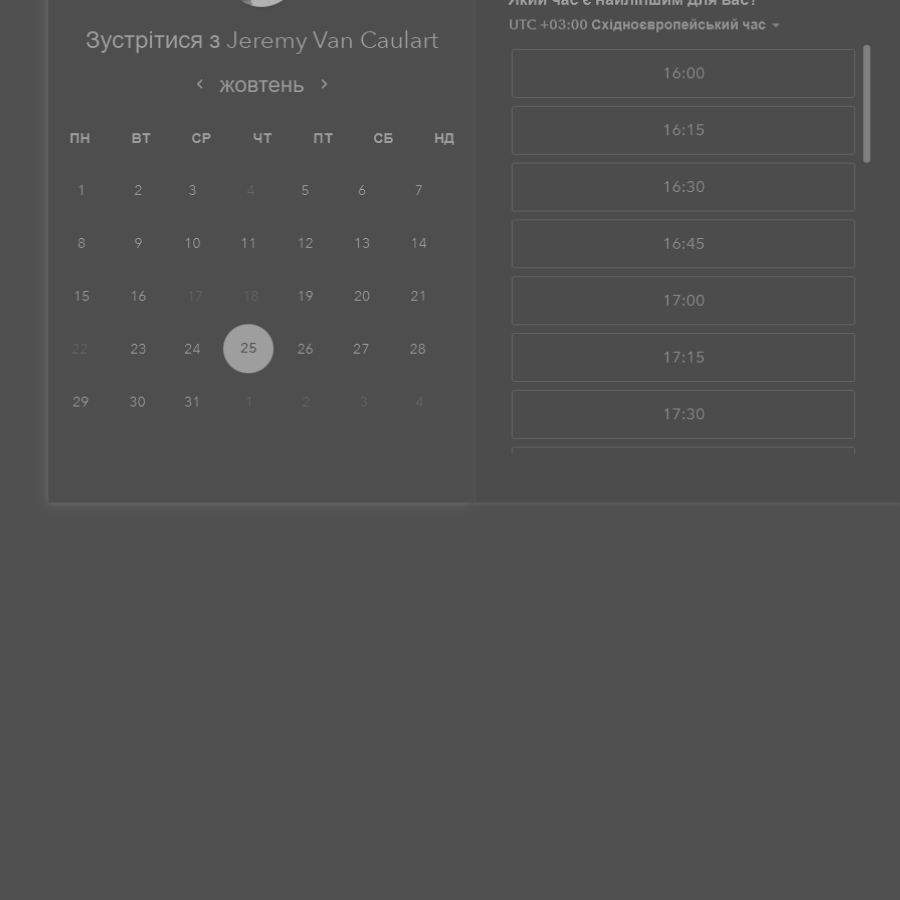 Зустрітися з Jeremy Van Caulart
жовтень
ПН ВТ СР ЧТ ПТ СБ НД
1 2 3 4 5 6 7
8 9 10 11 12 13 14
15 16 17 18 19 20 21
22 23 24 25 26 27 28
29 30 31 1 2 3 4
Який час є найліпшим для вас?
UTC +03:00 Східноєвропейський час
16:00
16:15
16:30
16:45
17:00
17:15
17:30